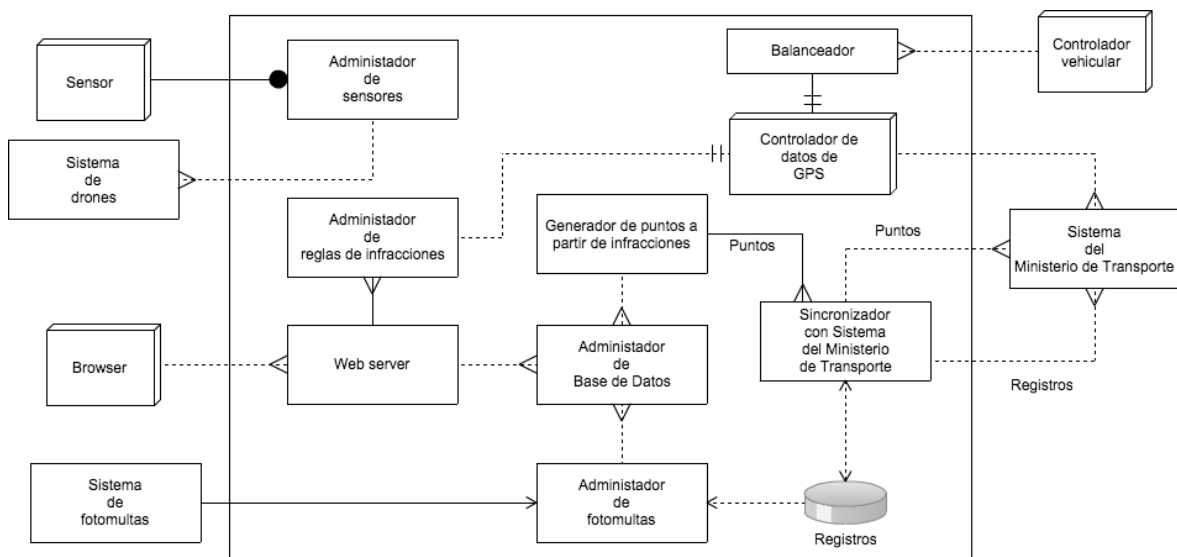 Sensor
Administador
de
sensores
Balanceador
Controlador
vehicular
Sistema
de
drones
Controlador de
datos de
GPS
Administador
de
reglas de infracciones
Generador de puntos a
partir de infracciones
Puntos
Puntos
Sistema
del
Ministerio de Transporte
Browser
Web server
Administador
de
Base de Datos
Sincronizador
con Sistema
del Ministerio
de Transporte
Registros
Sistema
de
fotomultas
Administador
de
fotomultas
Registros